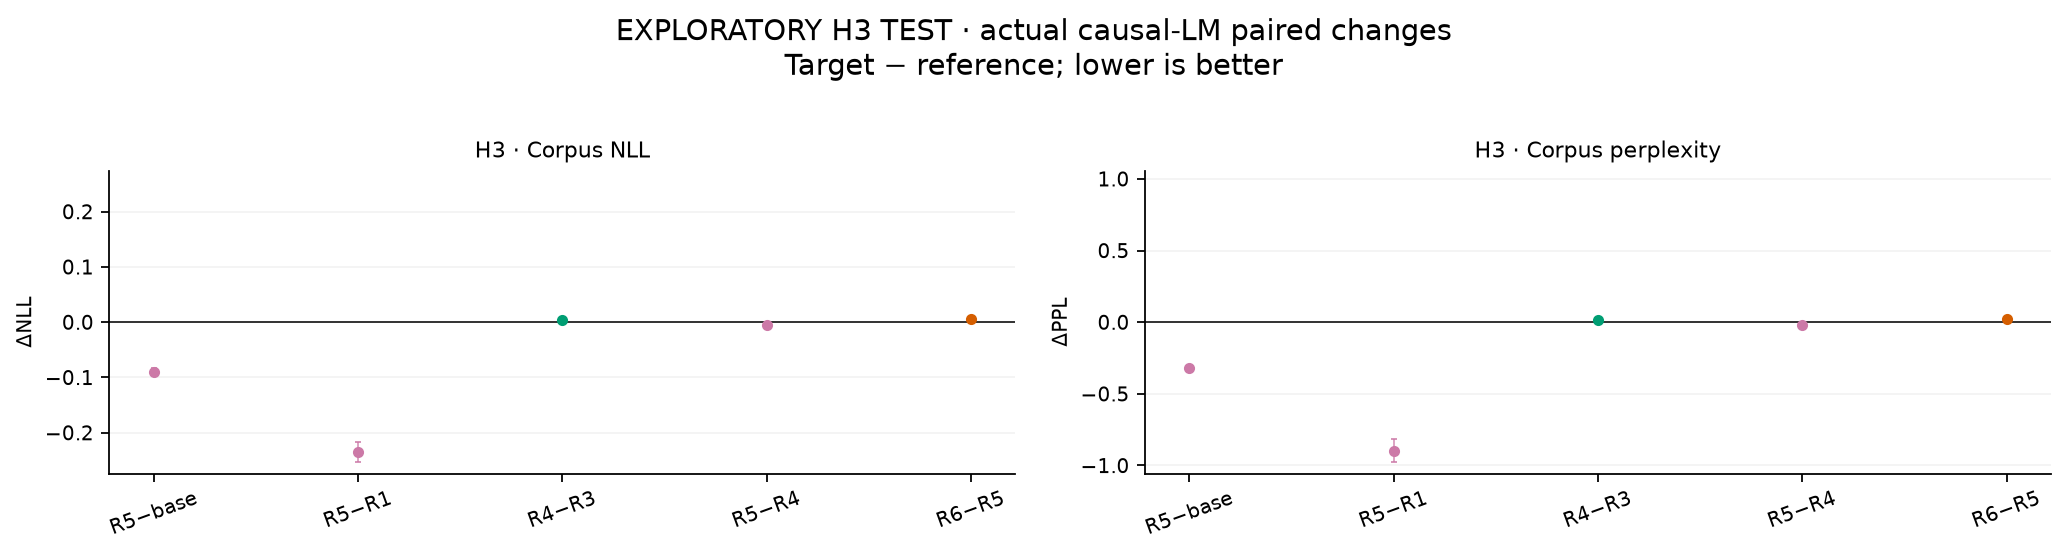 EXPLORATORY H3 TEST · actual causal-LM paired changes
Target − reference; lower is better
H3 · Corpus NLL
ΔNLL
0.2
0.1
0.0
−0.1
−0.2
R5−base
R5−R1
R4−R3
R5−R4
R6−R5
H3 · Corpus perplexity
ΔPPL
1.0
0.5
0.0
−0.5
−1.0
R5−base
R5−R1
R4−R3
R5−R4
R6−R5